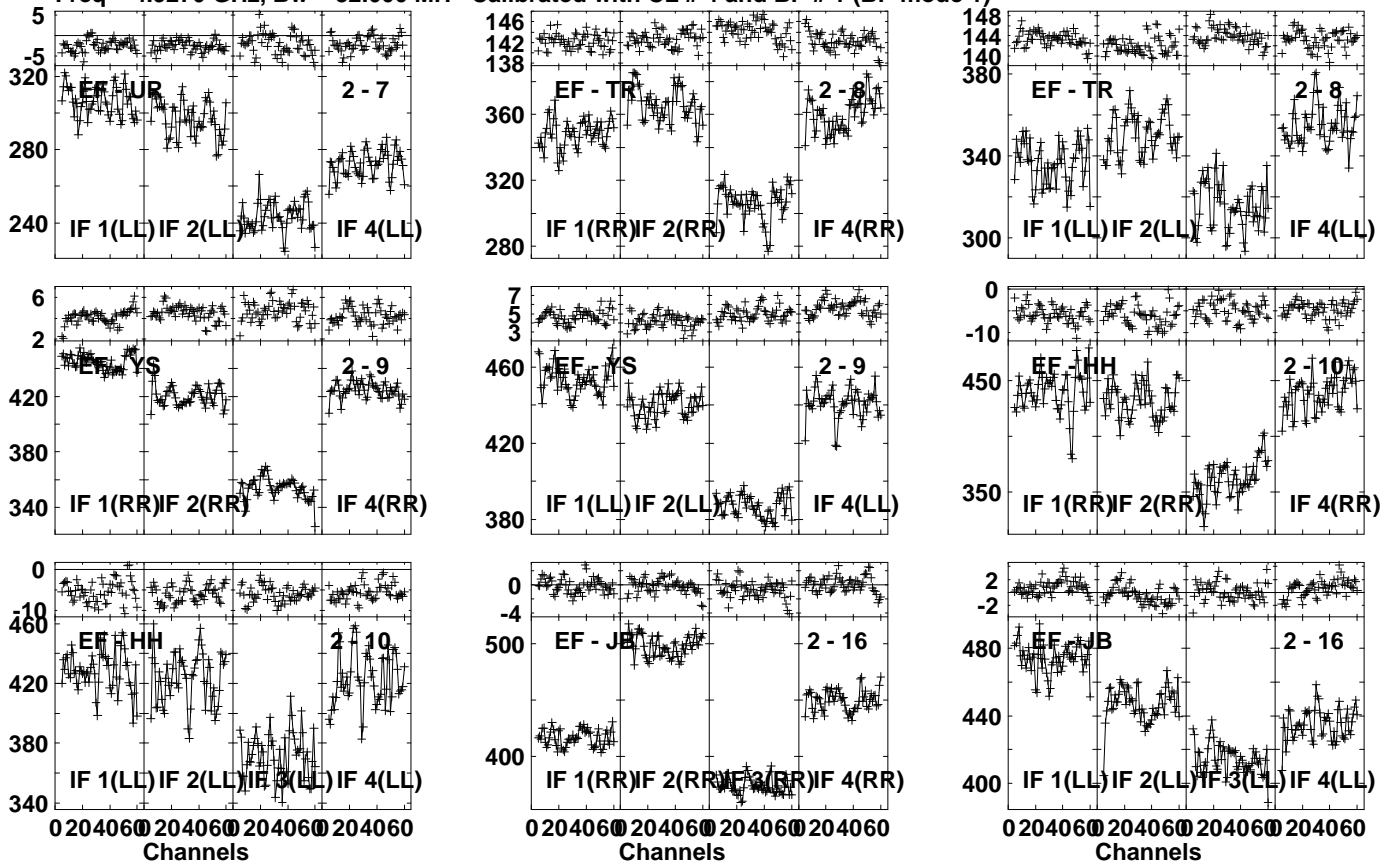 5
-5
320
280
240
EF - UR
2 - 7
IF 1(LL) IF 2(LL) IF 4(LL)
146
142
138
360
320
280
EF - TR
2 - 8
IF 1(RR) IF 2(RR) IF 4(RR)
148
144
140
380
340
300
EF - TR
2 - 8
IF 1(LL) IF 2(LL) IF 4(LL)
6
2
420
380
340
EF - YS
2 - 9
IF 1(RR) IF 2(RR) IF 4(RR)
7
5
3
460
420
380
EF - YS
2 - 9
IF 1(LL) IF 2(LL) IF 4(LL)
0
-10
450
350
EF - HH
2 - 10
IF 1(RR) IF 2(RR) IF 4(RR)
0
-10
460
420
380
340
EF - HH
2 - 10
IF 1(LL) IF 2(LL) IF 3(LL) IF 4(LL)
0
-4
500
400
EF - JB
2 - 16
IF 1(RR) IF 2(RR) IF 3(RR) IF 4(RR)
2
-2
480
440
400
EF - JB
2 - 16
IF 1(LL) IF 2(LL) IF 3(LL) IF 4(LL)
0 204060 0 204060 0 204060 0 204060
Channels
0 204060 0 204060 0 204060 0 204060
Channels
0 204060 0 204060 0 204060 0 204060
Channels